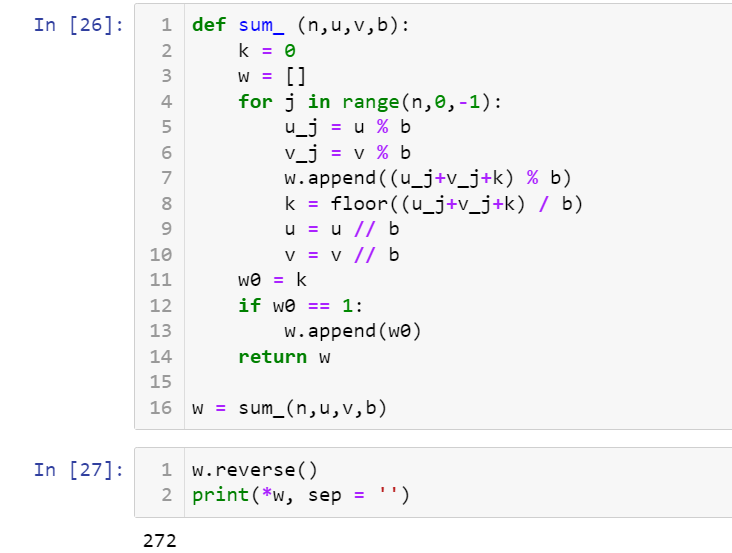 In [26]:
1 def sum_ (n,u,v,b):
2     k = 0
3     w = []
4     for j in range(n,0,-1):
5         u_j = u % b
6         v_j = v % b
7         w.append((u_j+v_j+k) % b)
8         k = floor((u_j+v_j+k) / b)
9         u = u // b
10         v = v // b
11     w0 = k
12     if w0 == 1:
13         w.append(w0)
14     return w
15
16 w = sum_(n,u,v,b)
In [27]:
1 w.reverse()
2 print(*w, sep = '')
272